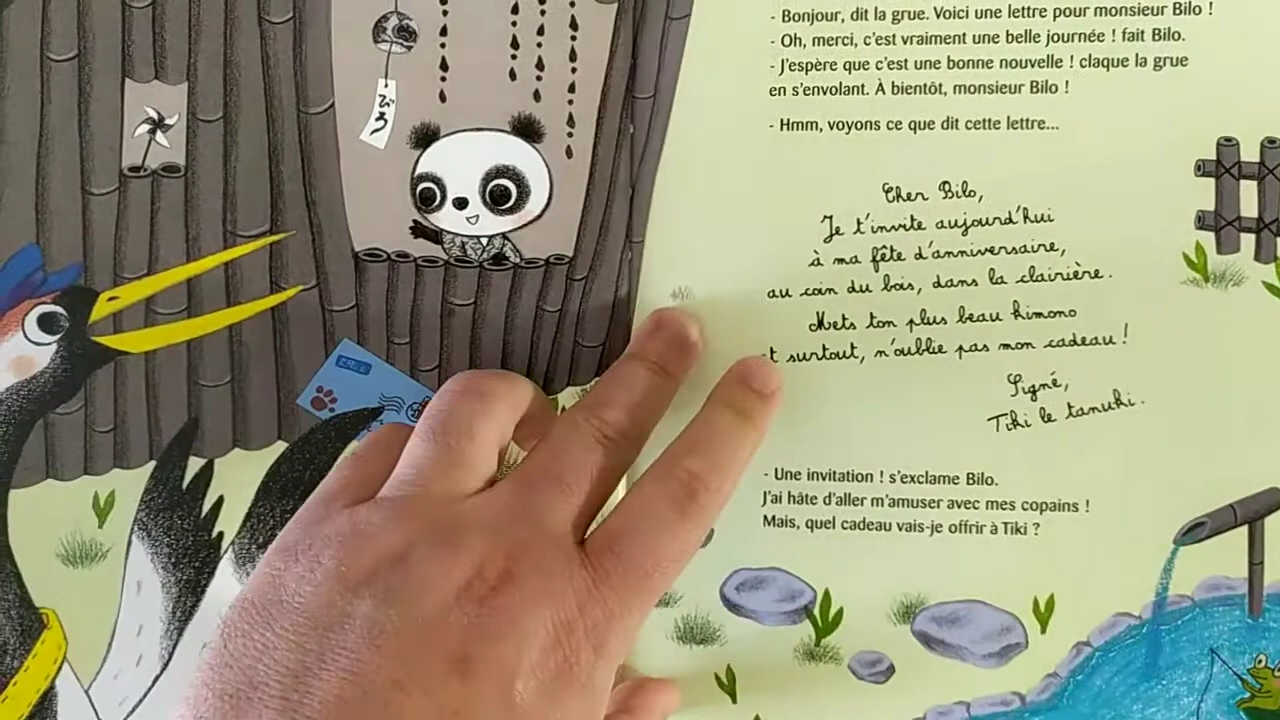 びろ
- Bonjour, dit la grue. Voici une lettre pour monsieur Bilo !
- Oh, merci, c'est vraiment une belle journée ! fait Bilo.
- J'espère que c'est une bonne nouvelle ! claque la grue
en s'envolant. À bientôt, monsieur Bilo !
- Hmm, voyons ce que dit cette lettre...
Cher Bilo,
Je t'invite aujourd'hui
à ma fête d'anniversaire,
au coin du bois, dans la clairière.
Mets ton plus beau kimono
t surtout, n'oublie pas mon cadeau !
Signé,
Tiki le tanuki.
- Une invitation ! s'exclame Bilo.
J'ai hâte d'aller m'amuser avec mes copains !
Mais, quel cadeau vais-je offrir à Tiki ?